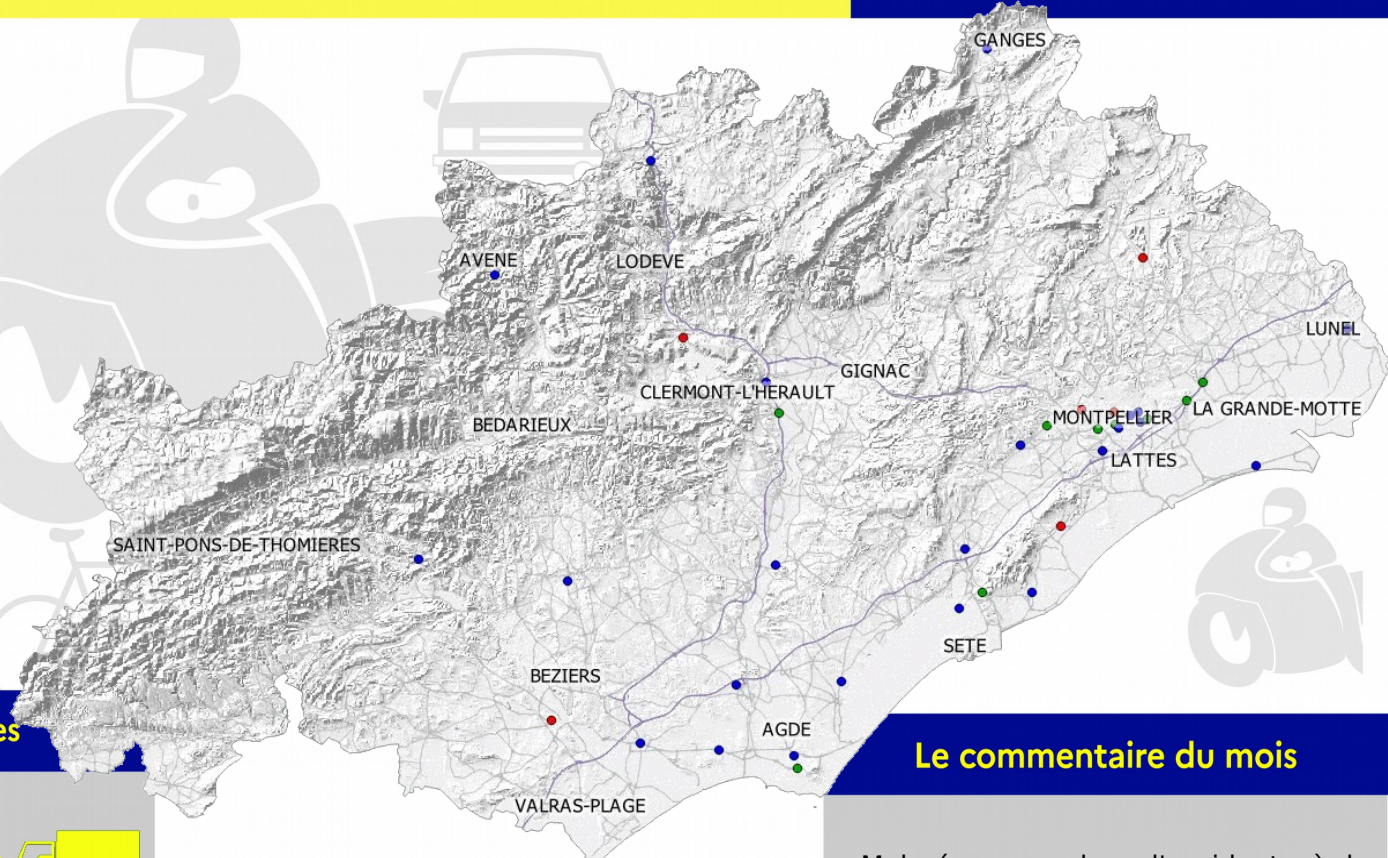 GANGES
AVENE
LODEVE
LUNEL
GIGNAC
CLERMONT-L'HERAULT
LA GRANDE-MOTTE
MONTPELLIER
BEDARIEUX
LATTES
SAINT-PONS-DE-THOMIERES
SETE
BEZIERS
es
AGDE
Le commentaire du mois
VALRAS-PLAGE